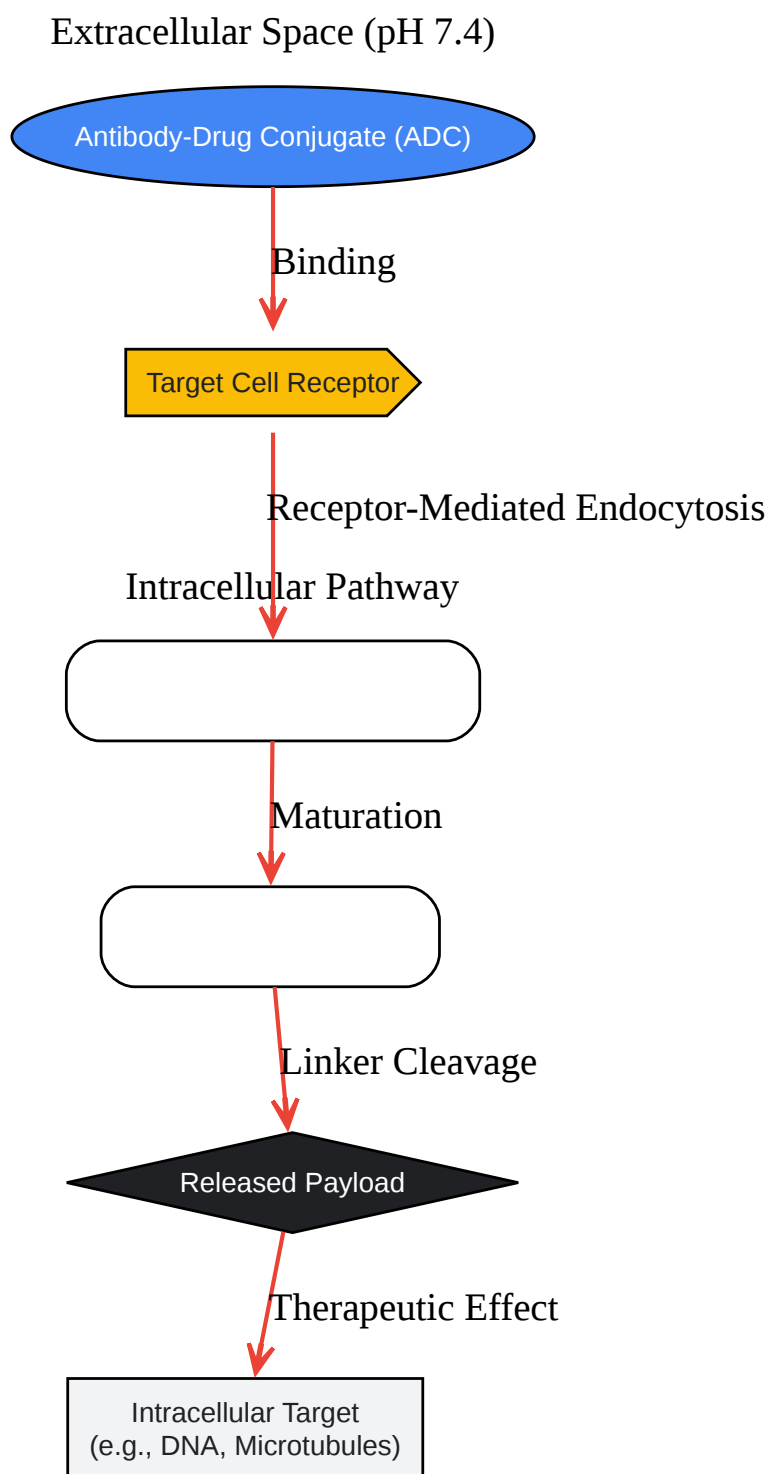 Extracellular Space (pH 7.4)
Antibody-Drug Conjugate (ADC)
Binding
Target Cell Receptor
Receptor-Mediated Endocytosis
Intracellular Pathway
Maturation
Linker Cleavage
Released Payload
Therapeutic Effect
Intracellular Target
(e.g., DNA, Microtubules)